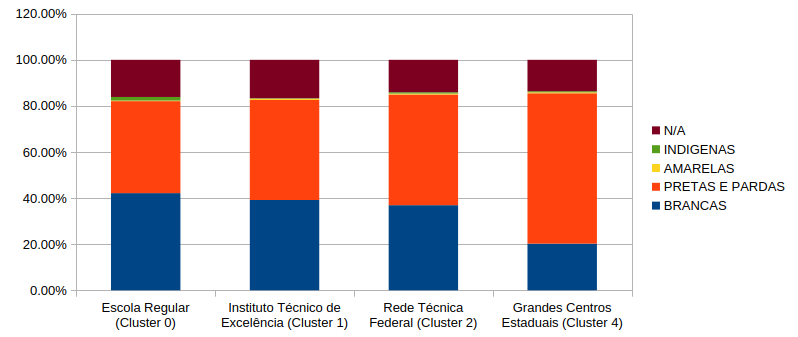 120.00%
100.00%
80.00%
60.00%
40.00%
20.00%
0.00%
Escola Regular
(Cluster 0)
Instituto Técnico de
Excelência (Cluster 1)
Rede Técnica
Federal (Cluster 2)
Grandes Centros
Estaduais (Cluster 4)
N/A
INDIGENAS
AMARELAS
PRETAS E PARDAS
BRANCAS